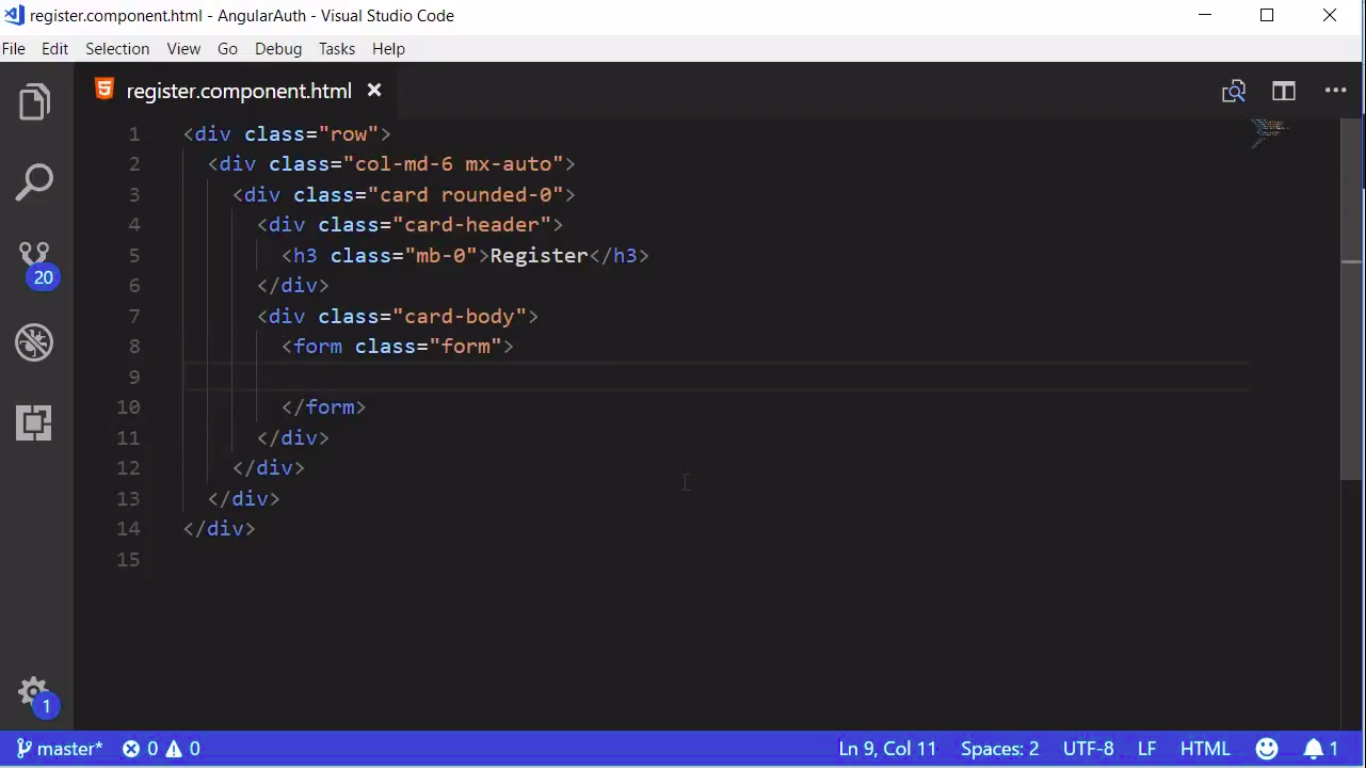 register.component.html - AngularAuth - Visual Studio Code
File Edit Selection View Go Debug Tasks Help
register.component.html
1 <div class="row">
2 <div class="col-md-6 mx-auto">
3 <div class="card rounded-0">
4 <div class="card-header">
5 <h3 class="mb-0">Register</h3>
6 </div>
7 <div class="card-body">
8 <form class="form">
9
10 </form>
11 </div>
12 </div>
13 </div>
14 </div>
15
20
1
master* 0 0 Ln 9, Col 11 Spaces: 2 UTF-8 LF HTML 1